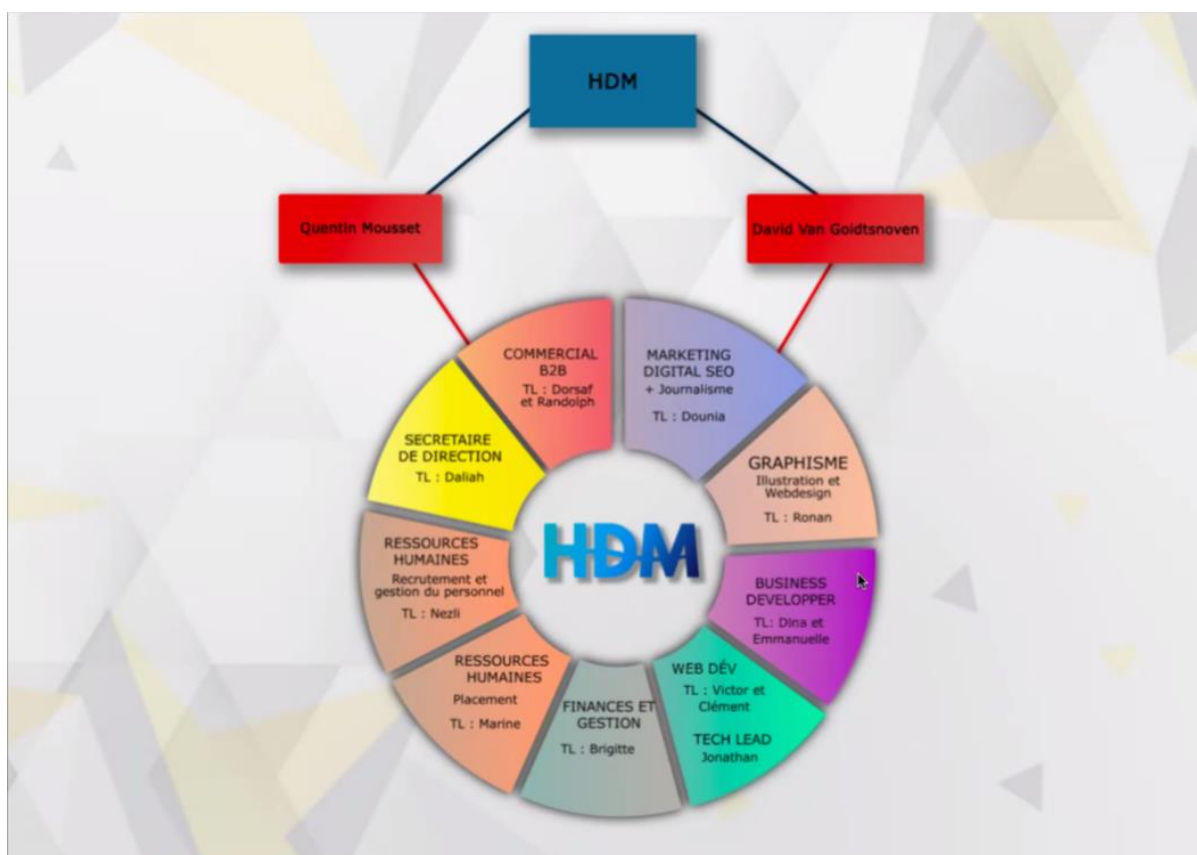 HDM
Quentin Mousset
David Van Goidtsnoven
COMMERCIAL
B2B
TL : Dorsaf
et Randolph
MARKETING
DIGITAL SEO
+ Journalisme
TL : Dounia
SECRETAIRE
DE DIRECTION
TL : Daliah
GRAPHISME
Illustration et
Webdesign
TL : Ronan
RESSOURCES
HUMAINES
Recrutement et
gestion du personnel
TL : Nezli
HDM
BUSINESS
DEVELOPPER
TL: Dina et
Emmanuelle
RESSOURCES
HUMAINES
Placement
TL : Marine
FINANCES ET
GESTION
TL : Brigitte
WEB DÉV
TL : Victor et
Clément
TECH LEAD
Jonathan